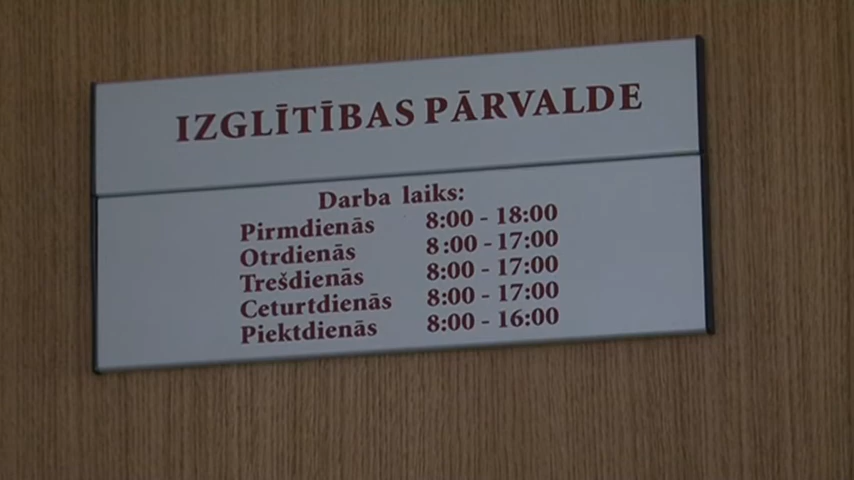 IZGLĪTĪBAS PĀRVALDE
Darba laiks:
Pirmdienās 8:00 - 18:00
Otrdienās 8:00 - 17:00
Trešdienās 8:00 - 17:00
Ceturtdienās 8:00 - 17:00
Piektdienās 8:00 - 16:00